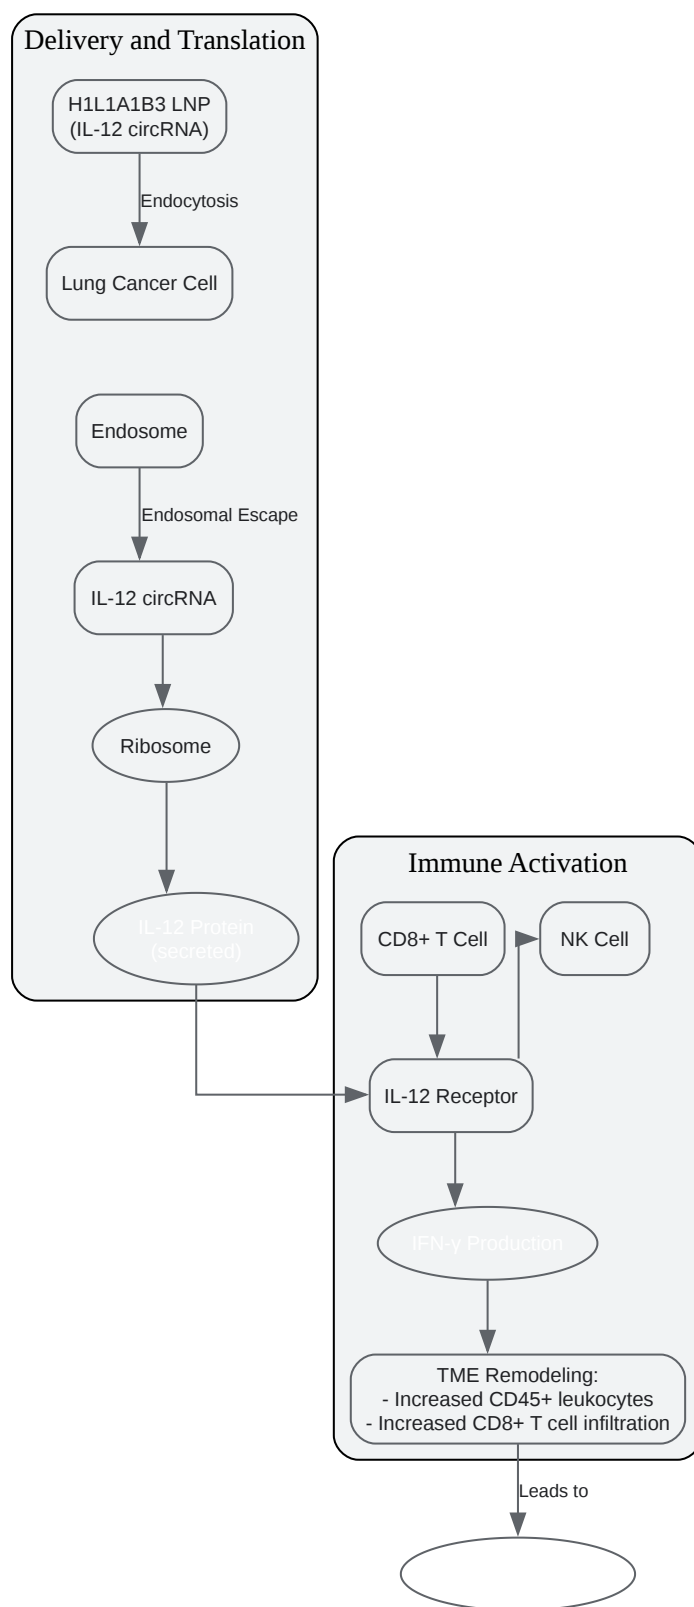 Delivery and Translation
H1L1A1B3 LNP
(IL-12 circRNA)
Endocytosis
Lung Cancer Cell
Endosome
Endosomal Escape
IL-12 circRNA
Ribosome
IL-12 Protein
(secreted)
Immune Activation
CD8+ T Cell
NK Cell
IL-12 Receptor
IFN-γ Production
TME Remodeling:
- Increased CD45+ leukocytes
- Increased CD8+ T cell infiltration
Leads to